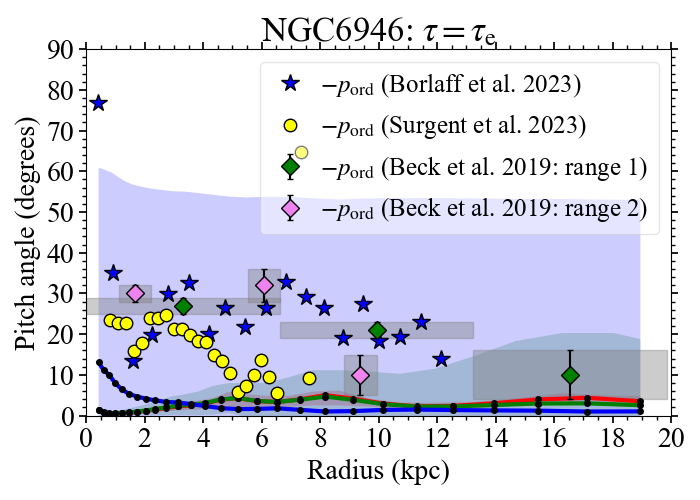 NGC6946: τ = τₑ
90
80
70
60
50
40
30
20
10
0
Pitch angle (degrees)
−pₒᵣd (Borlaff et al. 2023)
−pₒᵣd (Surgent et al. 2023)
−pₒᵣd (Beck et al. 2019: range 1)
−pₒᵣd (Beck et al. 2019: range 2)
0 2 4 6 8 10 12 14 16 18 20
Radius (kpc)